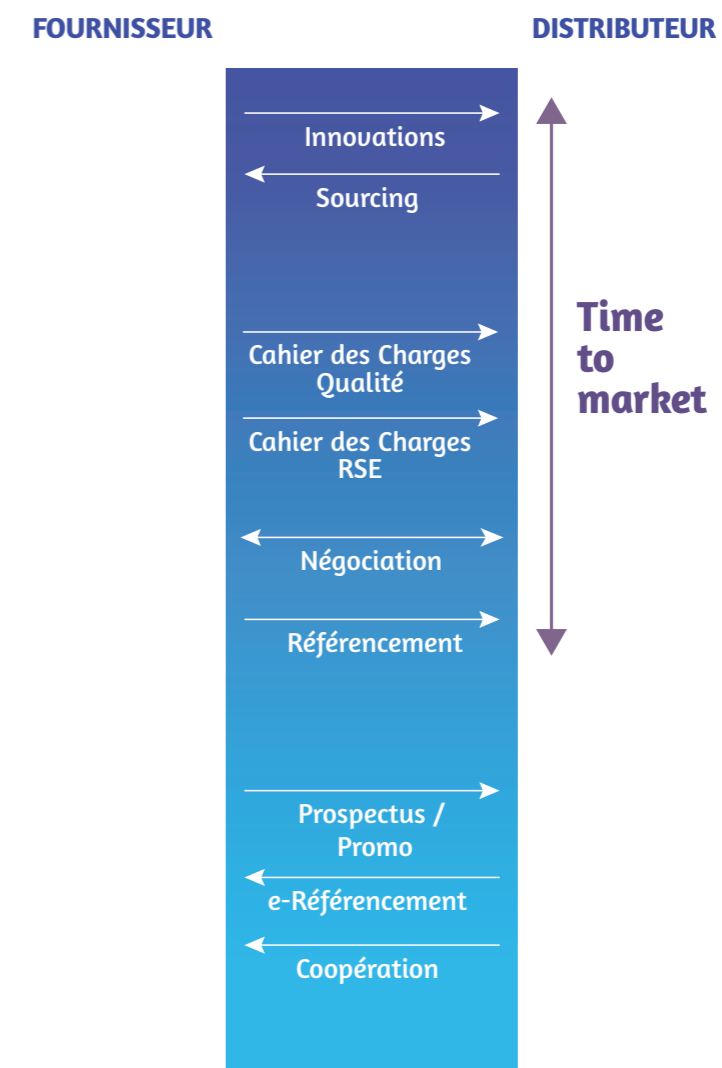 FOURNISSEUR
DISTRIBUTEUR
Innovations
Sourcing
Time
to
market
Cahier des Charges
Qualité
Cahier des Charges
RSE
Négociation
Référencement
Prospectus /
Promo
e-Référencement
Coopération